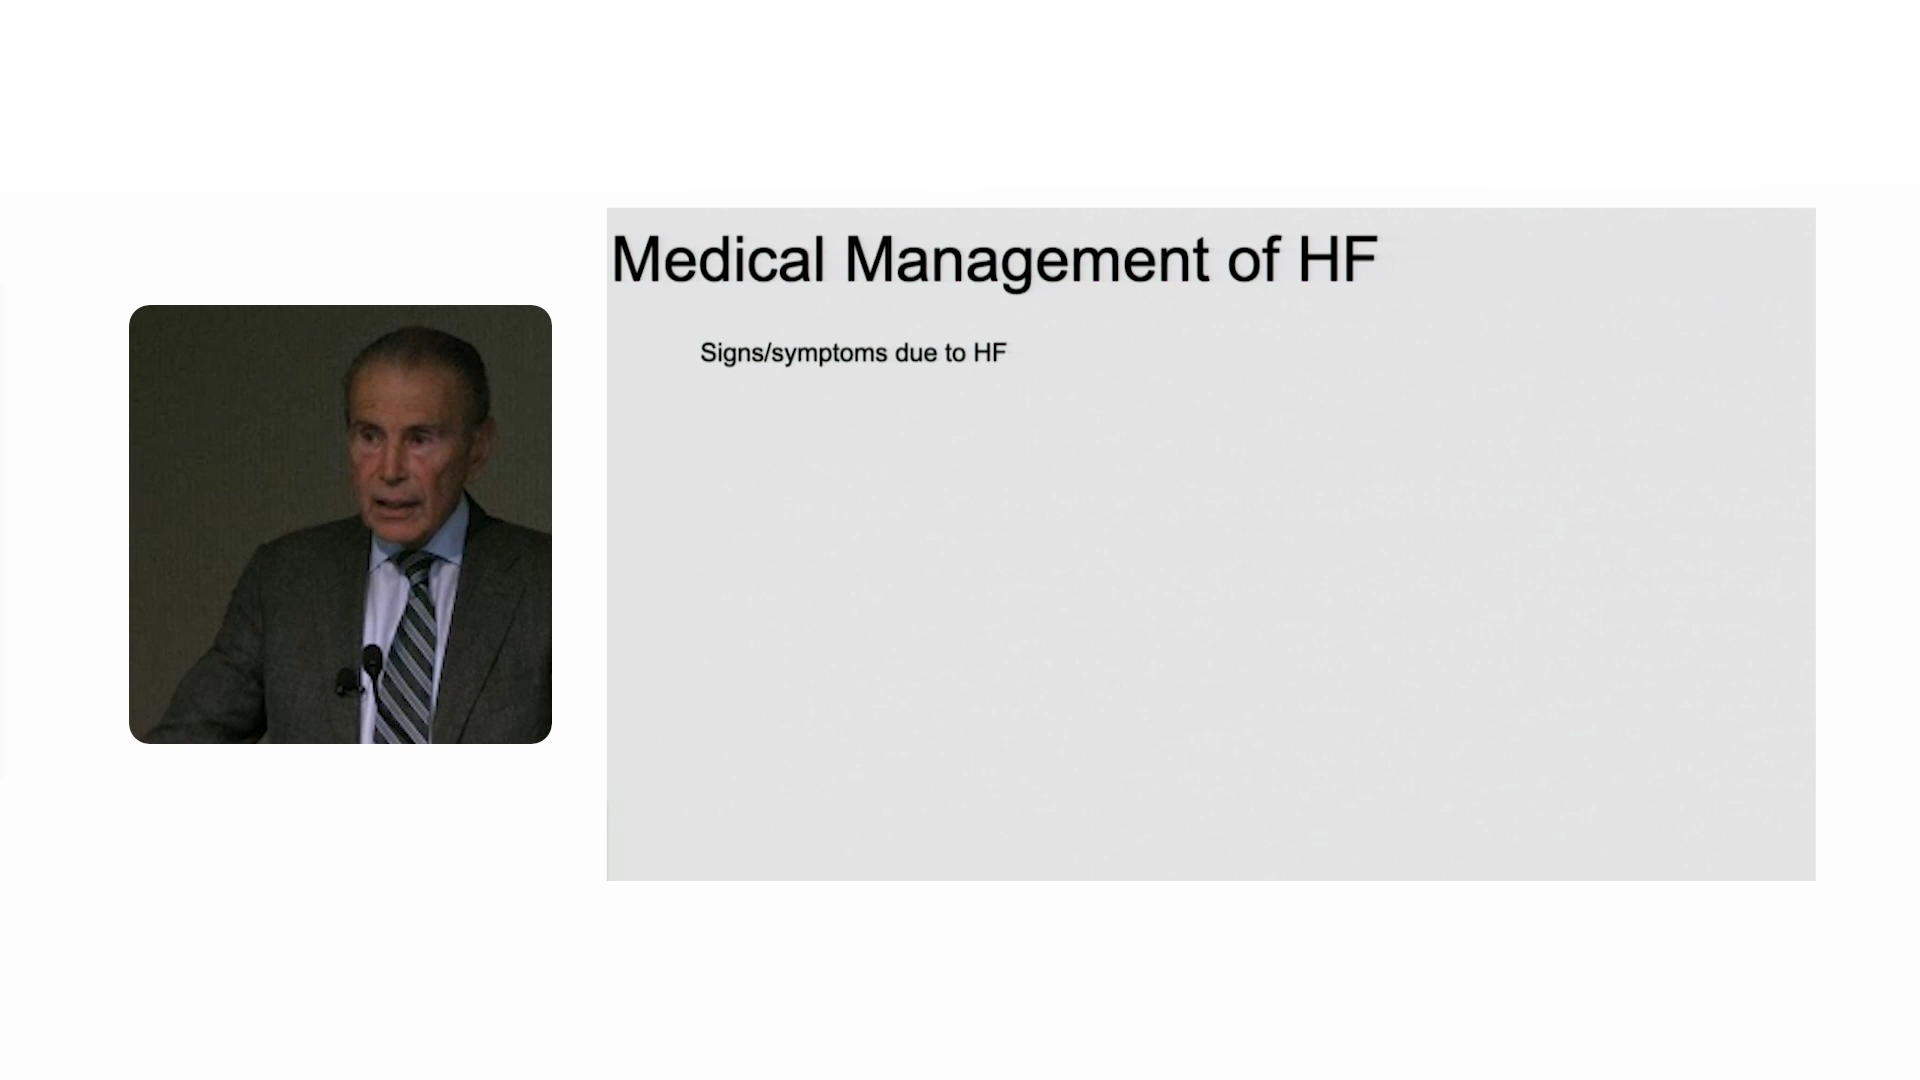 Medical Management of HF
Signs/symptoms due to HF